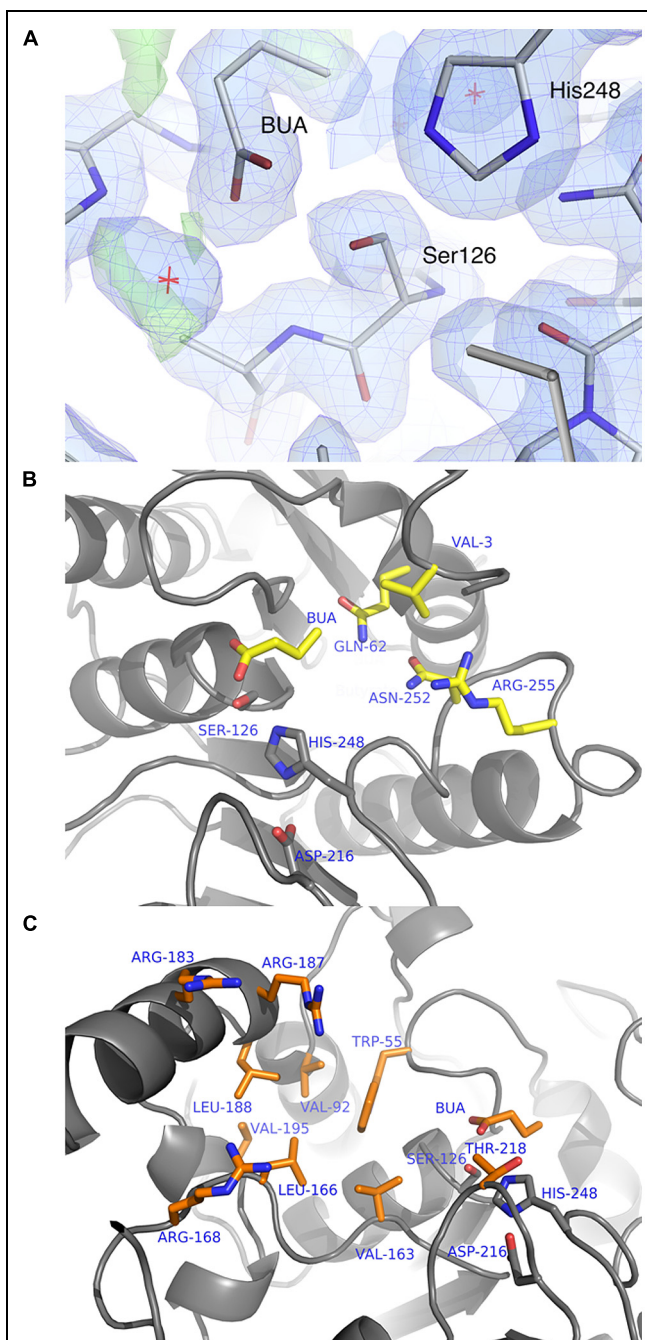 A
BUA
His248
Ser126
B
VAL-3
BUA
GLN-62
ASN-252
ARG-255
SER-126
HIS-248
ASP-216
C
ARG-183
ARG-187
TRP-55
LEU-188
VAL-92
BUA
VAL-195
THR-218
SER-126
LEU-166
HIS-248
ARG-168
VAL-163
ASP-216